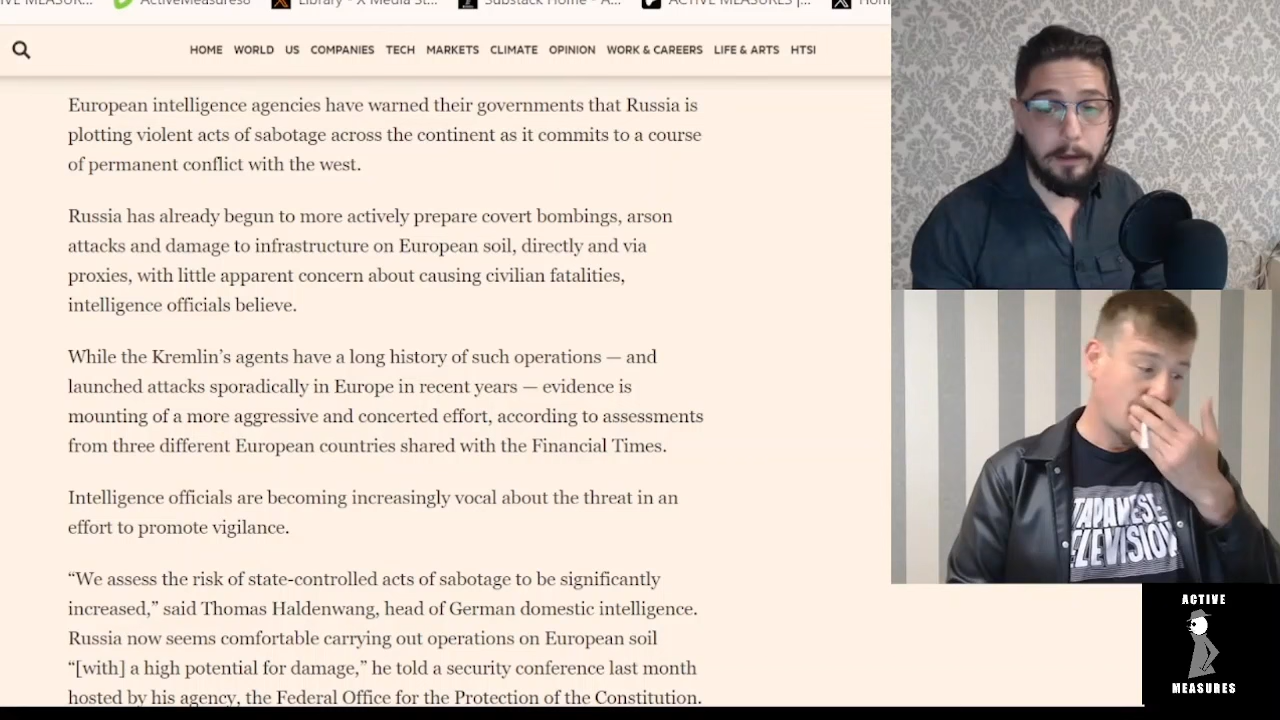 ActiveMeasureso
Library - X Media St...
Substack Home - A...
ACTIVE MEASURES |...
HOME WORLD US COMPANIES TECH MARKETS CLIMATE OPINION WORK & CAREERS LIFE & ARTS HTSI
European intelligence agencies have warned their governments that Russia is
plotting violent acts of sabotage across the continent as it commits to a course
of permanent conflict with the west.
Russia has already begun to more actively prepare covert bombings, arson
attacks and damage to infrastructure on European soil, directly and via
proxies, with little apparent concern about causing civilian fatalities,
intelligence officials believe.
While the Kremlin’s agents have a long history of such operations — and
launched attacks sporadically in Europe in recent years — evidence is
mounting of a more aggressive and concerted effort, according to assessments
from three different European countries shared with the Financial Times.
Intelligence officials are becoming increasingly vocal about the threat in an
effort to promote vigilance.
“We assess the risk of state-controlled acts of sabotage to be significantly
increased,” said Thomas Haldenwang, head of German domestic intelligence.
Russia now seems comfortable carrying out operations on European soil
“[with] a high potential for damage,” he told a security conference last month
hosted by his agency, the Federal Office for the Protection of the Constitution.
JAPANESE
TELEVISION
ACTIVE
MEASURES